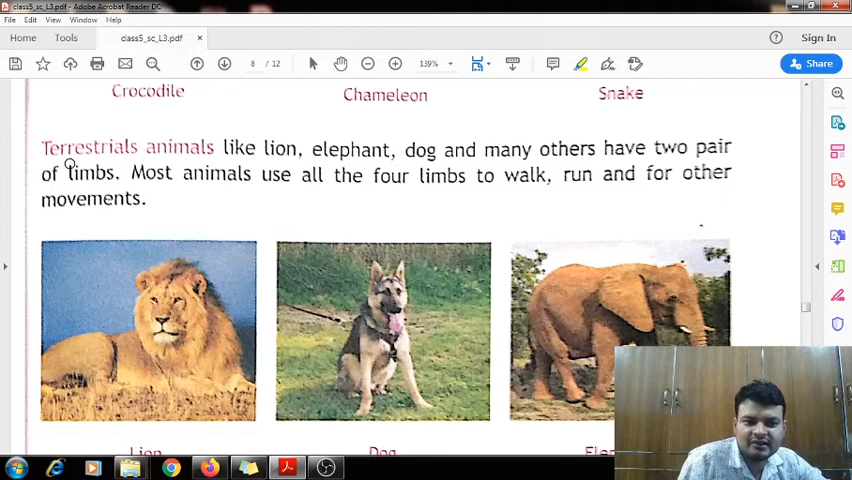 class5_sc_L3.pdf - Adobe Acrobat Reader DC
File Edit View Window Help
Home Tools class5_sc_L3.pdf × Sign In
8 / 12 139% Share
Crocodile Chameleon Snake
Terrestrials animals like lion, elephant, dog and many others have two pair
of limbs. Most animals use all the four limbs to walk, run and for other
movements.
Lion Dog